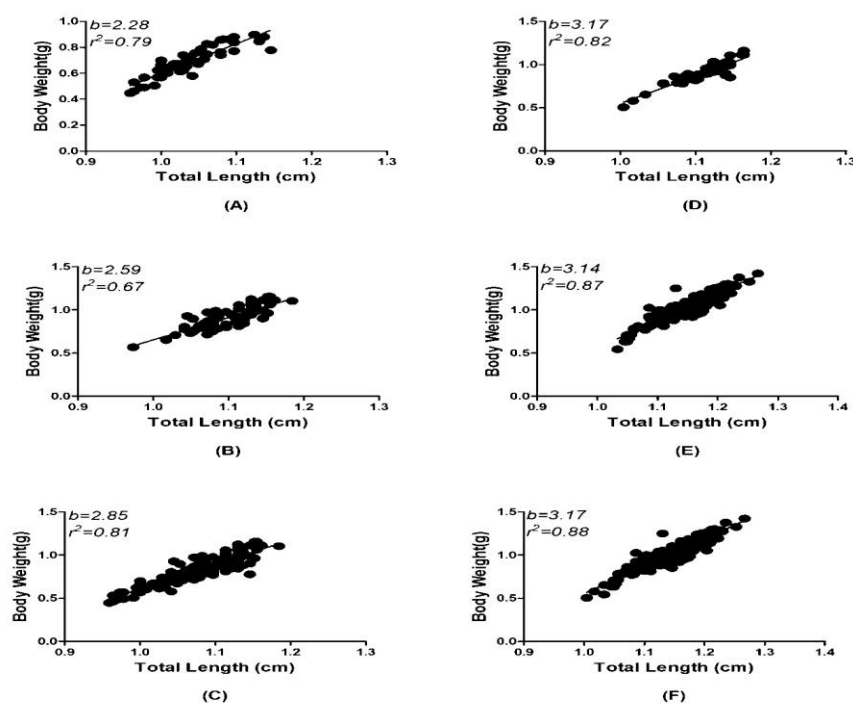 b=2.28
r²=0.79
1.0
0.8
0.6
0.4
0.2
0.0
Body Weight(g)
0.9 1.0 1.1 1.2 1.3
Total Length (cm)
(A)
b=3.17
r²=0.82
1.5
1.0
0.5
0.0
Body Weight(g)
0.9 1.0 1.1 1.2 1.3
Total Length (cm)
(D)
b=2.59
r²=0.67
1.5
1.0
0.5
0.0
Body Weight(g)
0.9 1.0 1.1 1.2 1.3
Total Length (cm)
(B)
b=3.14
r²=0.87
1.5
1.0
0.5
0.0
Body Weight(g)
0.9 1.0 1.1 1.2 1.3 1.4
Total Length (cm)
(E)
b=2.85
r²=0.81
1.5
1.0
0.5
0.0
Body Weight(g)
0.9 1.0 1.1 1.2 1.3
Total Length (cm)
(C)
b=3.17
r²=0.88
1.5
1.0
0.5
0.0
Body Weight(g)
0.9 1.0 1.1 1.2 1.3 1.4
Total Length (cm)
(F)